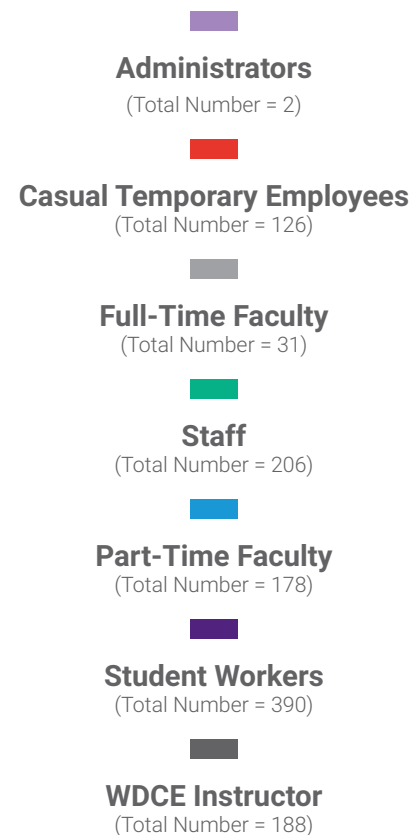 Administrators
(Total Number = 2)
Casual Temporary Employees
(Total Number = 126)
Full-Time Faculty
(Total Number = 31)
Staff
(Total Number = 206)
Part-Time Faculty
(Total Number = 178)
Student Workers
(Total Number = 390)
WDCE Instructor
(Total Number = 188)